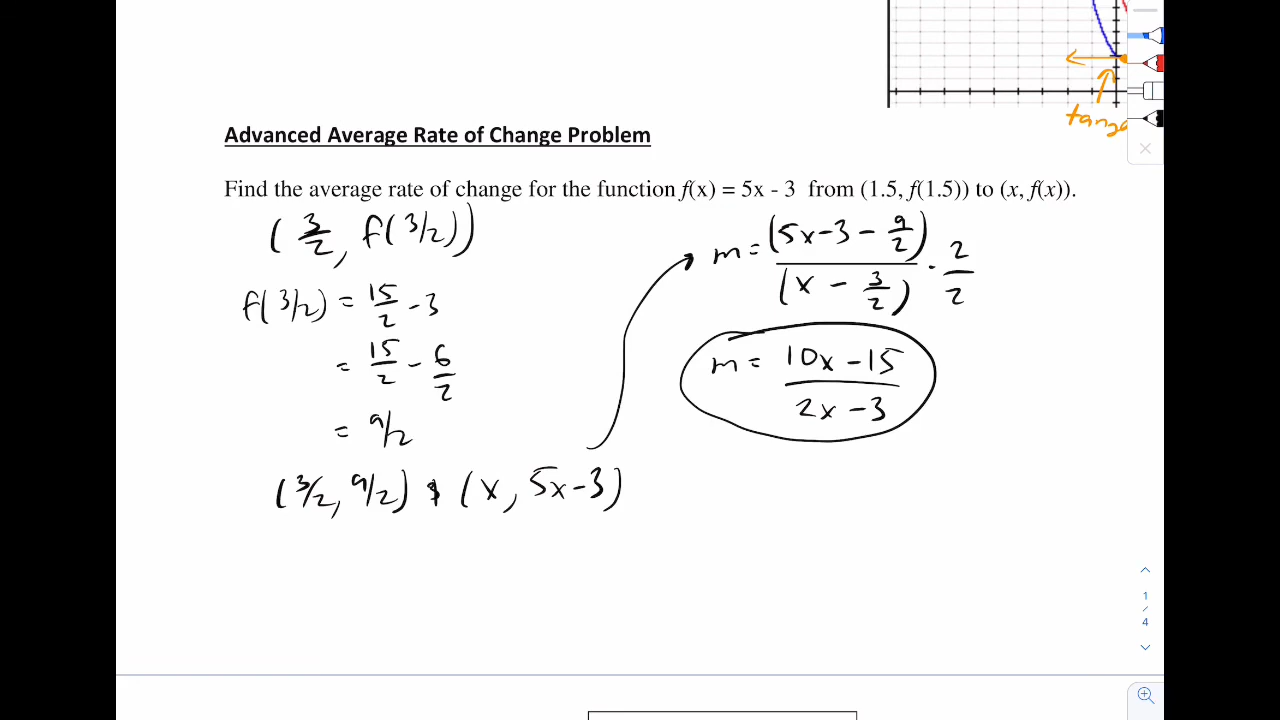 Advanced Average Rate of Change Problem
Find the average rate of change for the function f(x) = 5x - 3 from (1.5, f(1.5)) to (x, f(x)).
(3/2, f(3/2))
f(3/2) = 15/2 - 3
= 15/2 - 6/2
= 9/2
(3/2, 9/2) & (x, 5x-3)
m = (5x-3-9/2)/(x - 3/2) · 2/2
m = (10x-15)/(2x-3)
1
/
4